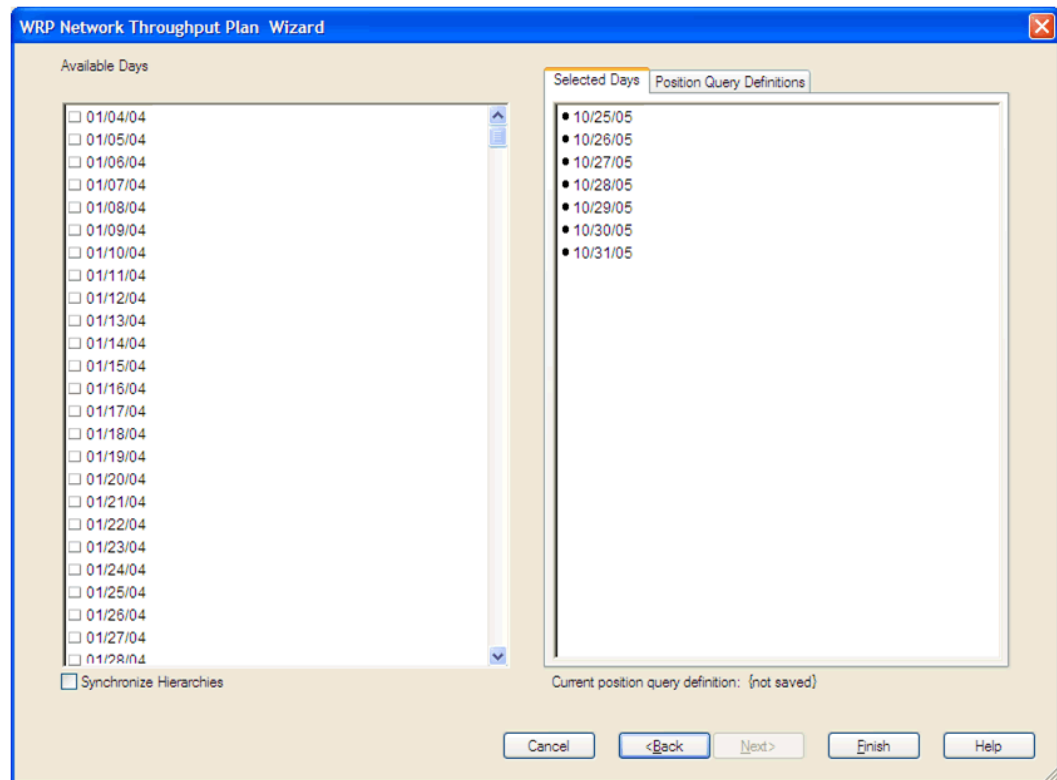 WRP Network Throughput Plan Wizard
Available Days
Selected Days
Position Query Definitions
01/04/04
01/05/04
01/06/04
01/07/04
01/08/04
01/09/04
01/10/04
01/11/04
01/12/04
01/13/04
01/14/04
01/15/04
01/16/04
01/17/04
01/18/04
01/19/04
01/20/04
01/21/04
01/22/04
01/23/04
01/24/04
01/25/04
01/26/04
01/27/04
01/28/04
10/25/05
10/26/05
10/27/05
10/28/05
10/29/05
10/30/05
10/31/05
Synchronize Hierarchies
Current position query definition: {not saved}
Cancel
<Back
Next>
Finish
Help